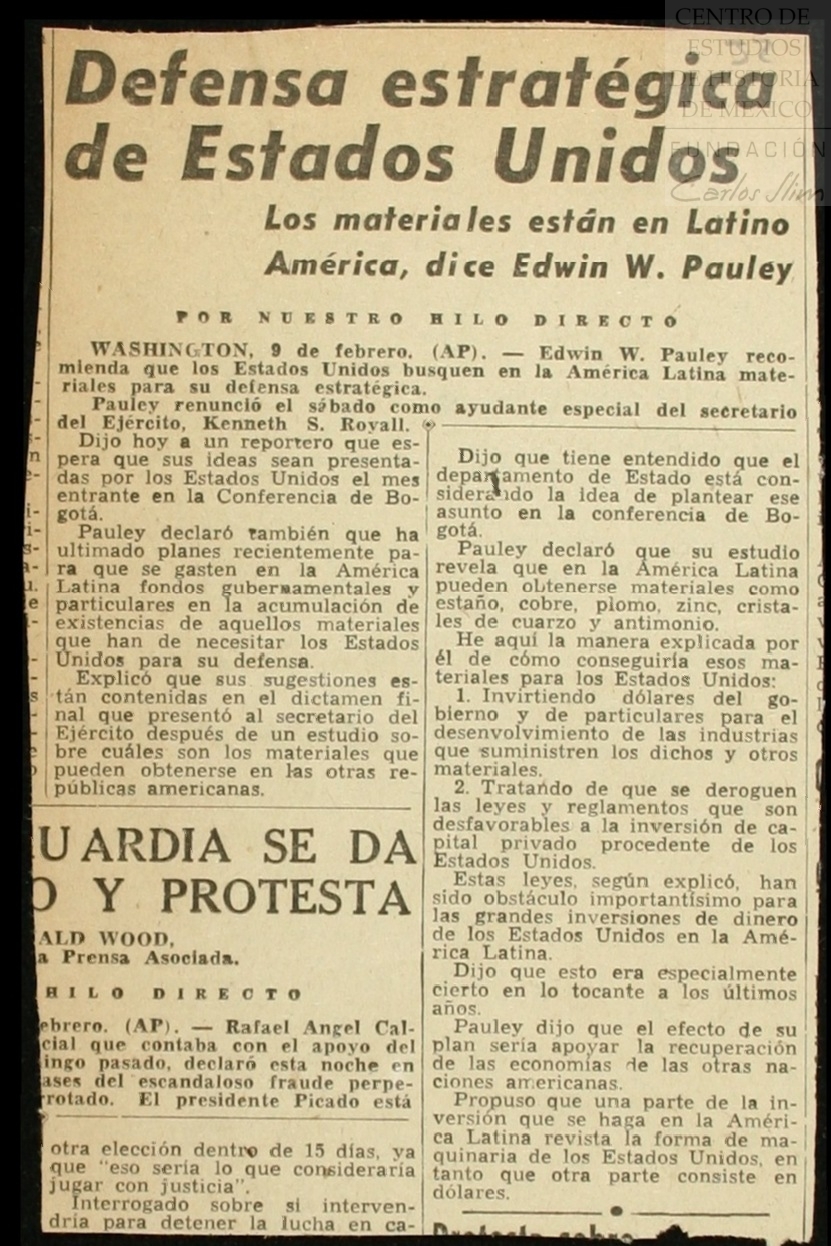 CENTRO DE
ESTUDIOS
DE HISTORIA
DE MÉXICO
FUNDACIÓN
Carlos Slim
Defensa estratégica
de Estados Unidos
Los materiales están en Latino
América, dice Edwin W. Pauley
POR NUESTRO HILO DIRECTO
WASHINGTON, 9 de febrero. (AP). — Edwin W. Pauley reco-
mienda que los Estados Unidos busquen en la América Latina mate-
riales para su defensa estratégica.
Pauley renunció el sábado como ayudante especial del secretario
del Ejército, Kenneth S. Royall.
Dijo hoy a un reportero que es-
pera que sus ideas sean presenta-
das por los Estados Unidos el mes
entrante en la Conferencia de Bo-
gotá.
Pauley declaró también que ha
ultimado planes recientemente pa-
ra que se gasten en la América
Latina fondos gubernamentales y
particulares en la acumulación de
existencias de aquellos materiales
que han de necesitar los Estados
Unidos para su defensa.
Explicó que sus sugestiones es-
tán contenidas en el dictamen fi-
nal que presentó al secretario del
Ejército después de un estudio so-
bre cuáles son los materiales que
pueden obtenerse en las otras re-
públicas americanas.
Dijo que tiene entendido que el
departamento de Estado está con-
siderando la idea de plantear ese
asunto en la conferencia de Bo-
gotá.
Pauley declaró que su estudio
revela que en la América Latina
pueden obtenerse materiales como
estaño, cobre, plomo, zinc, crista-
les de cuarzo y antimonio.
He aquí la manera explicada por
él de cómo conseguiría esos ma-
teriales para los Estados Unidos:
1. Invirtiendo dólares del go-
bierno y de particulares para el
desenvolvimiento de las industrias
que suministren los dichos y otros
materiales.
2. Tratando de que se deroguen
las leyes y reglamentos que son
desfavorables a la inversión de ca-
pital privado procedente de los
Estados Unidos.
Estas leyes, según explicó, han
sido obstáculo importantísimo para
las grandes inversiones de dinero
de los Estados Unidos en la Amé-
rica Latina.
Dijo que esto era especialmente
cierto en lo tocante a los últimos
años.
Pauley dijo que el efecto de su
plan sería apoyar la recuperación
de las economías de las otras na-
ciones americanas.
Propuso que una parte de la in-
versión que se haga en la Améri-
ca Latina revista la forma de ma-
quinaria de los Estados Unidos, en
tanto que otra parte consiste en
dólares.
UARDIA SE DA
O Y PROTESTA
ALD WOOD,
a Prensa Asociada.
HILO DIRECTO
ebrero. (AP). — Rafael Angel Cal-
cial que contaba con el apoyo del
ingo pasado, declaró esta noche en
ases del escandaloso fraude perpe-
rrotado. El presidente Picado está
otra elección dentro de 15 días, ya
que "eso sería lo que consideraría
jugar con justicia".
Interrogado sobre si interven-
dría para detener la lucha en ca-